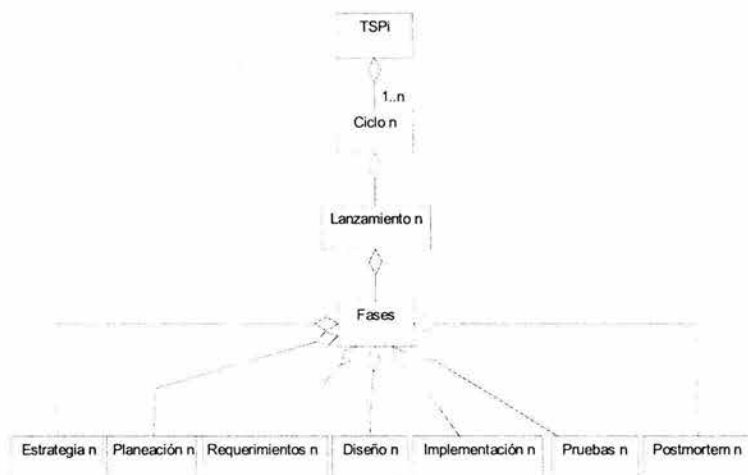 TSPi
1..n
Ciclo n
Lanzamiento n
Fases
Estrategia n
Planeación n
Requerimientos n
Diseño n
Implementación n
Pruebas n
Postmortem n